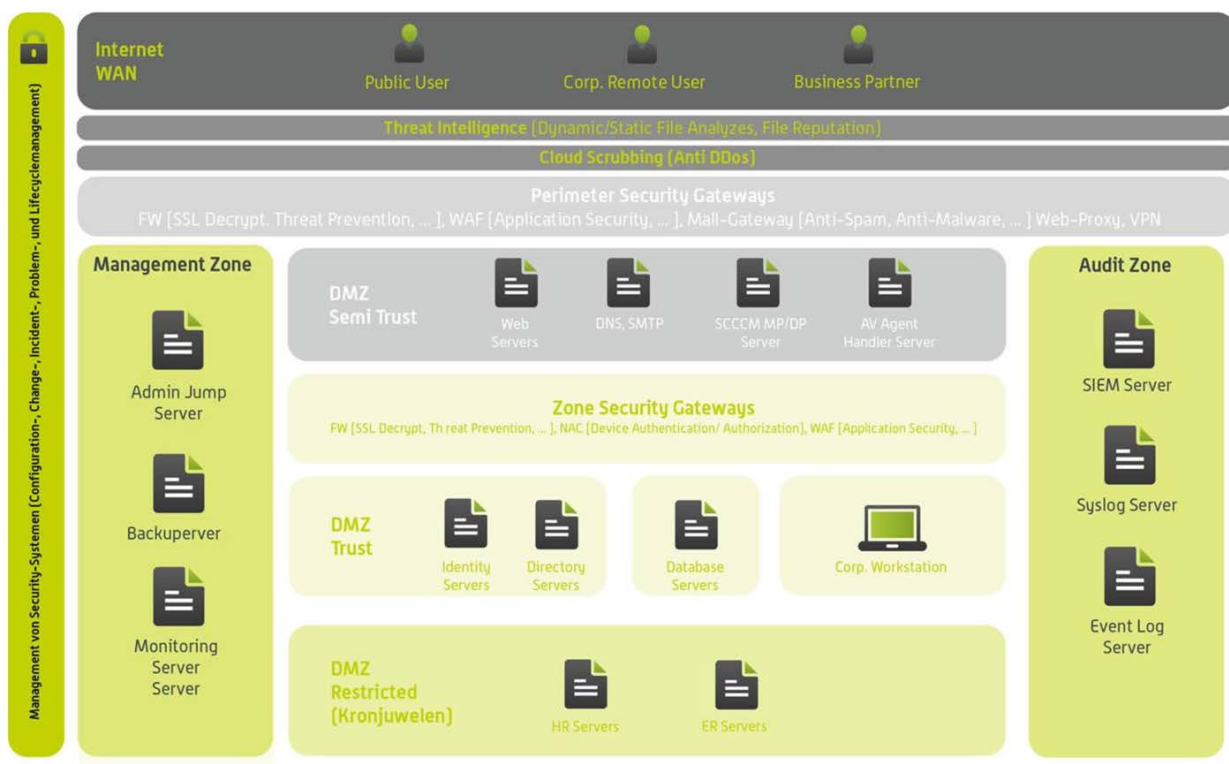 Management von Security-Systemen (Configuration-, Change-, Incident-, Problem-, und Lifecyclemanagement)
Internet
WAN
Public User
Corp. Remote User
Business Partner
Threat Intelligence (Dynamic/Static File Analyzes, File Reputation)
Cloud Scrubbing (Anti DDos)
Perimeter Security Gateways
FW [SSL Decrypt. Threat Prevention, ... ], WAF [Application Security, ... ], Mall-Gateway [Anti-Spam, Anti-Malware, ... ] Web-Proxy, VPN
Management Zone
Admin Jump
Server
Backuperver
Monitoring
Server
Server
DMZ
Semi Trust
Web
Servers
DNS, SMTP
SCCCM MP/DP
Server
AV Agent
Handler Server
Zone Security Gateways
FW [SSL Decrypt, Th reat Prevention, ... ], NAC [Device Authentication/ Authorization], WAF [Application Security, ... ]
DMZ
Trust
Identity
Servers
Directory
Servers
Database
Servers
Corp. Workstation
DMZ
Restricted
(Kronjuwelen)
HR Servers
ER Servers
Audit Zone
SIEM Server
Syslog Server
Event Log
Server